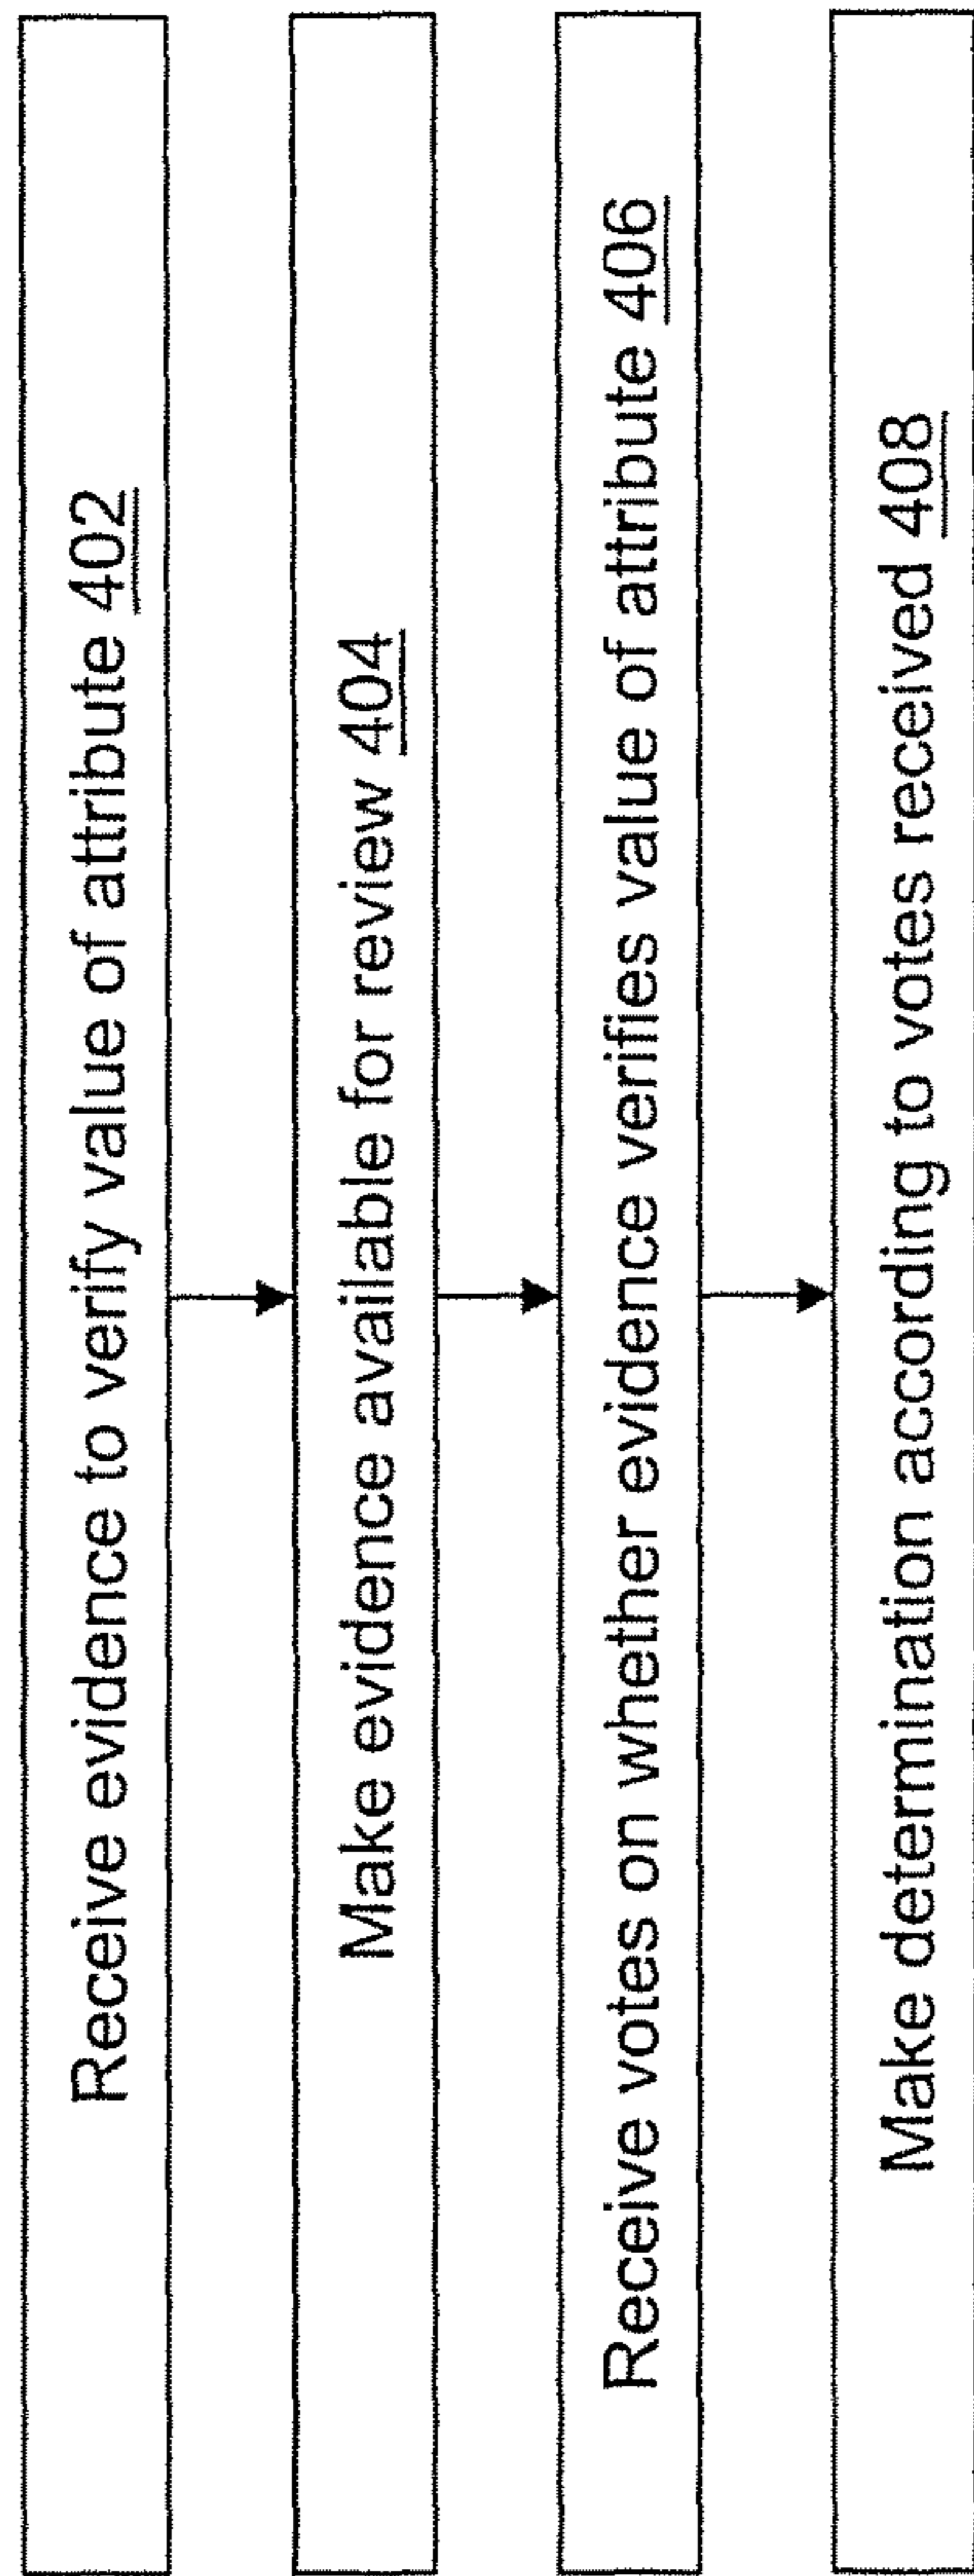 Receive evidence to verify value of attribute 402
Make evidence available for review 404
Receive votes on whether evidence verifies value of attribute 406
Make determination according to votes received 408